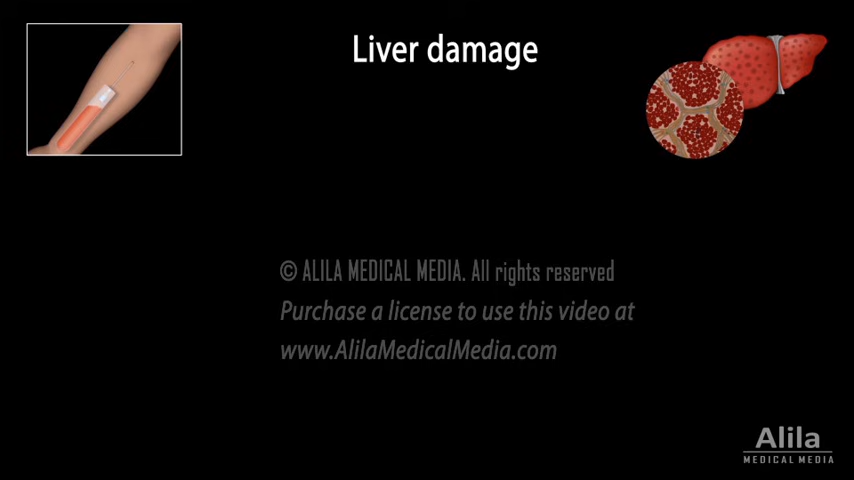 Liver damage
© ALILA MEDICAL MEDIA. All rights reserved
Purchase a license to use this video at
www.AlilaMedicalMedia.com
Alila
MEDICAL MEDIA